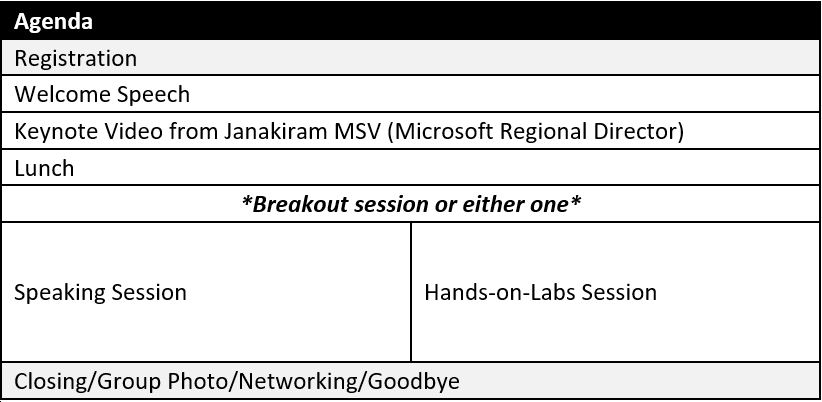 Agenda
Registration
Welcome Speech
Keynote Video from Janakiram MSV (Microsoft Regional Director)
Lunch
*Breakout session or either one*
Speaking Session
Hands-on-Labs Session
Closing/Group Photo/Networking/Goodbye